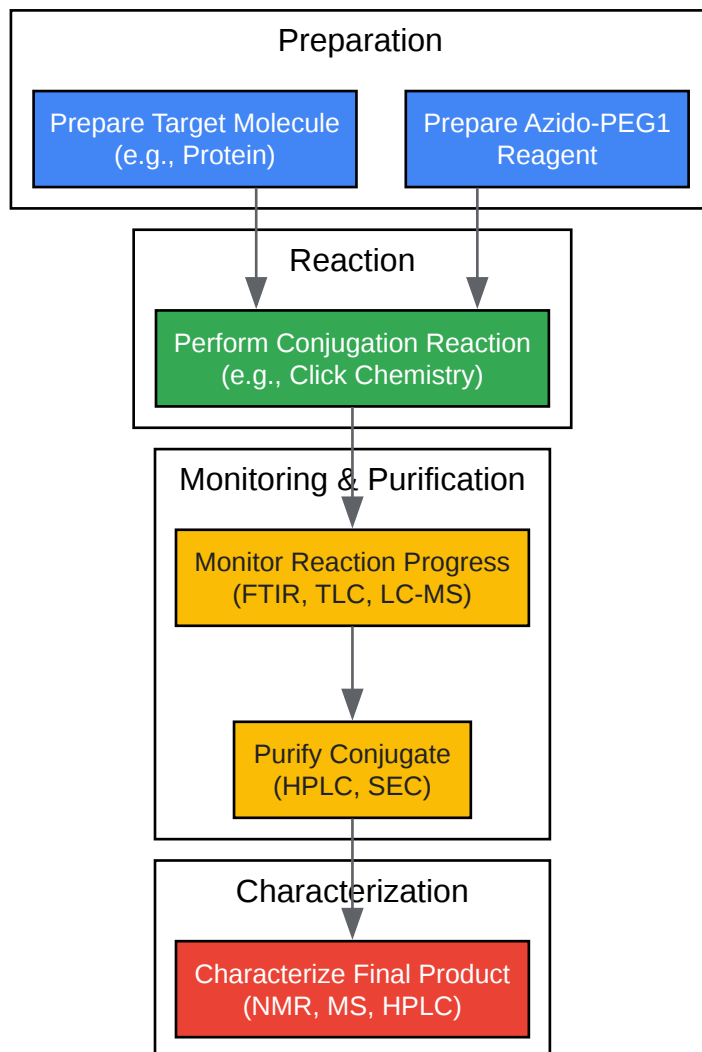 Preparation
Prepare Target Molecule
(e.g., Protein)
Prepare Azido-PEG1
Reagent
Reaction
Perform Conjugation Reaction
(e.g., Click Chemistry)
Monitoring & Purification
Monitor Reaction Progress
(FTIR, TLC, LC-MS)
Purify Conjugate
(HPLC, SEC)
Characterization
Characterize Final Product
(NMR, MS, HPLC)